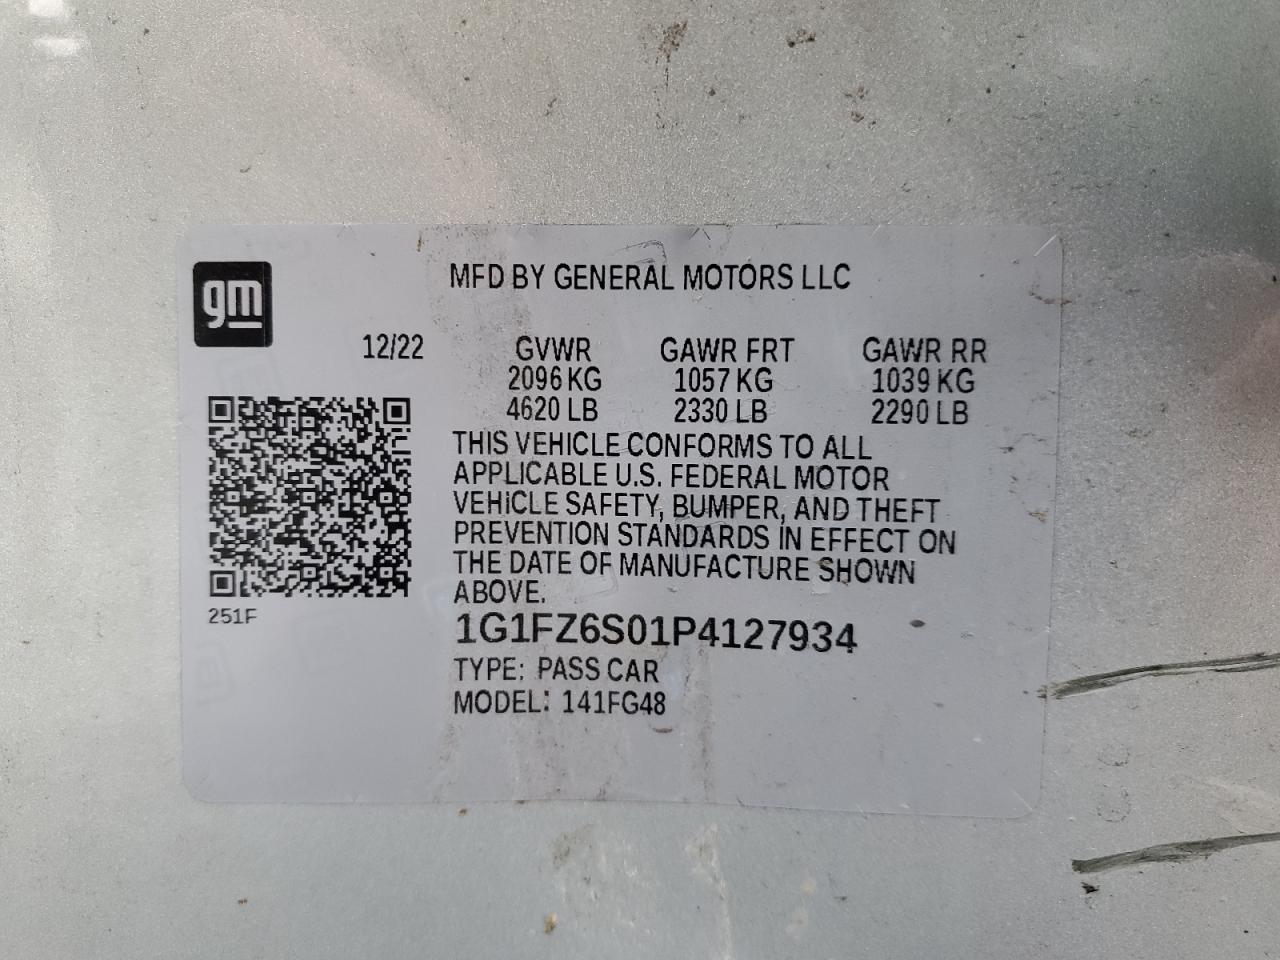 gm
MFD BY GENERAL MOTORS LLC
12/22 GVWR GAWR FRT GAWR RR
2096 KG 1057 KG 1039 KG
4620 LB 2330 LB 2290 LB
THIS VEHICLE CONFORMS TO ALL
APPLICABLE U.S. FEDERAL MOTOR
VEHICLE SAFETY, BUMPER, AND THEFT
PREVENTION STANDARDS IN EFFECT ON
THE DATE OF MANUFACTURE SHOWN
ABOVE.
251F
1G1FZ6S01P4127934
TYPE: PASS CAR
MODEL: 141FG48